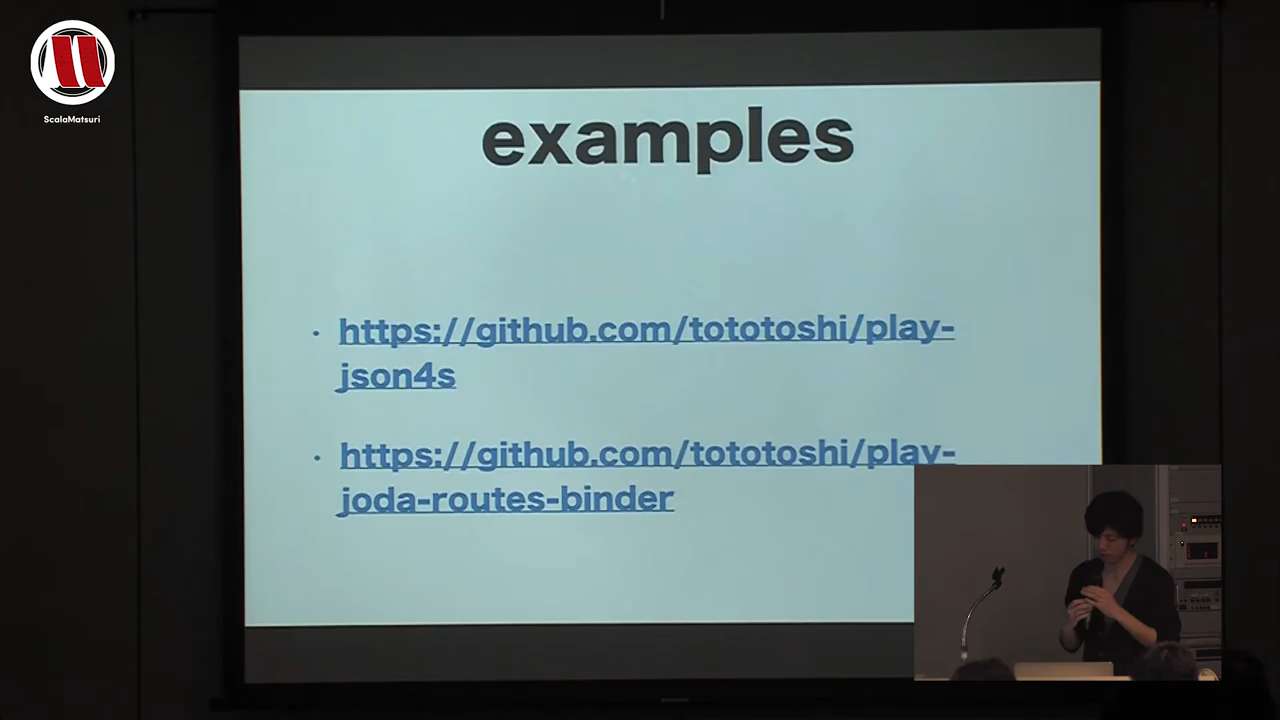 ScalaMatsuri
examples
• https://github.com/tototoshi/play-
json4s
• https://github.com/tototoshi/play-
joda-routes-binder